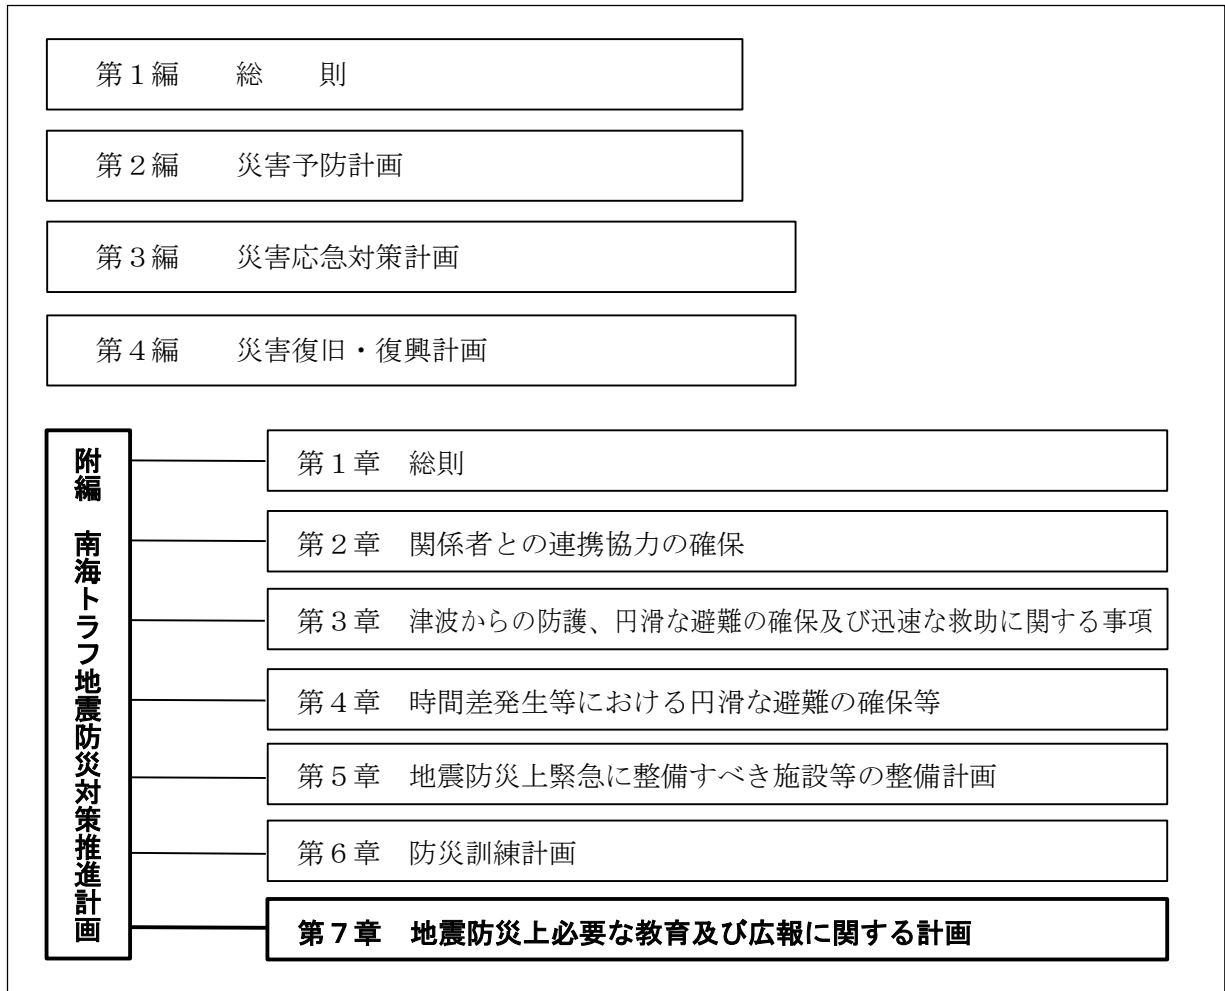 第１編　　総　　則
第２編　　災害予防計画
第３編　　災害応急対策計画
第４編　　災害復旧・復興計画
附編　南海トラフ地震防災対策推進計画
第１章　総則
第２章　関係者との連携協力の確保
第３章　津波からの防護、円滑な避難の確保及び迅速な救助に関する事項
第４章　時間差発生等における円滑な避難の確保等
第５章　地震防災上緊急に整備すべき施設等の整備計画
第６章　防災訓練計画
第７章　地震防災上必要な教育及び広報に関する計画